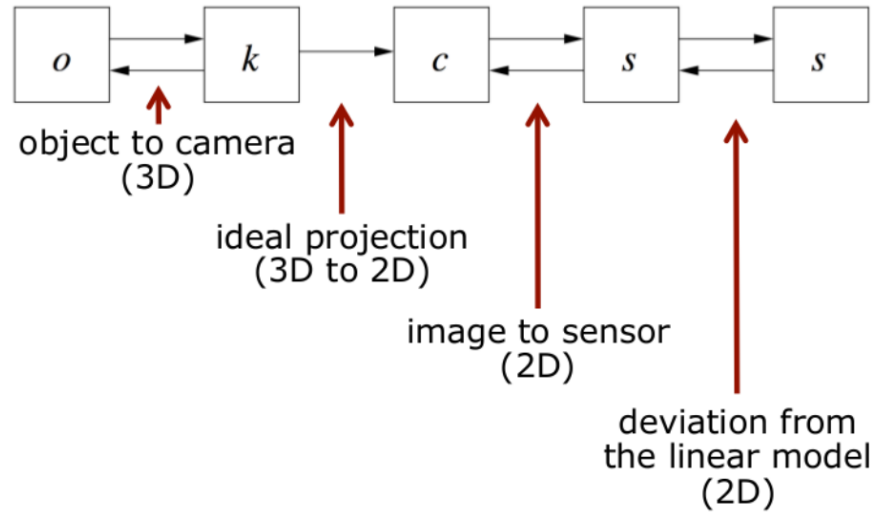 o k c s s
object to camera
(3D)
ideal projection
(3D to 2D)
image to sensor
(2D)
deviation from
the linear model
(2D)